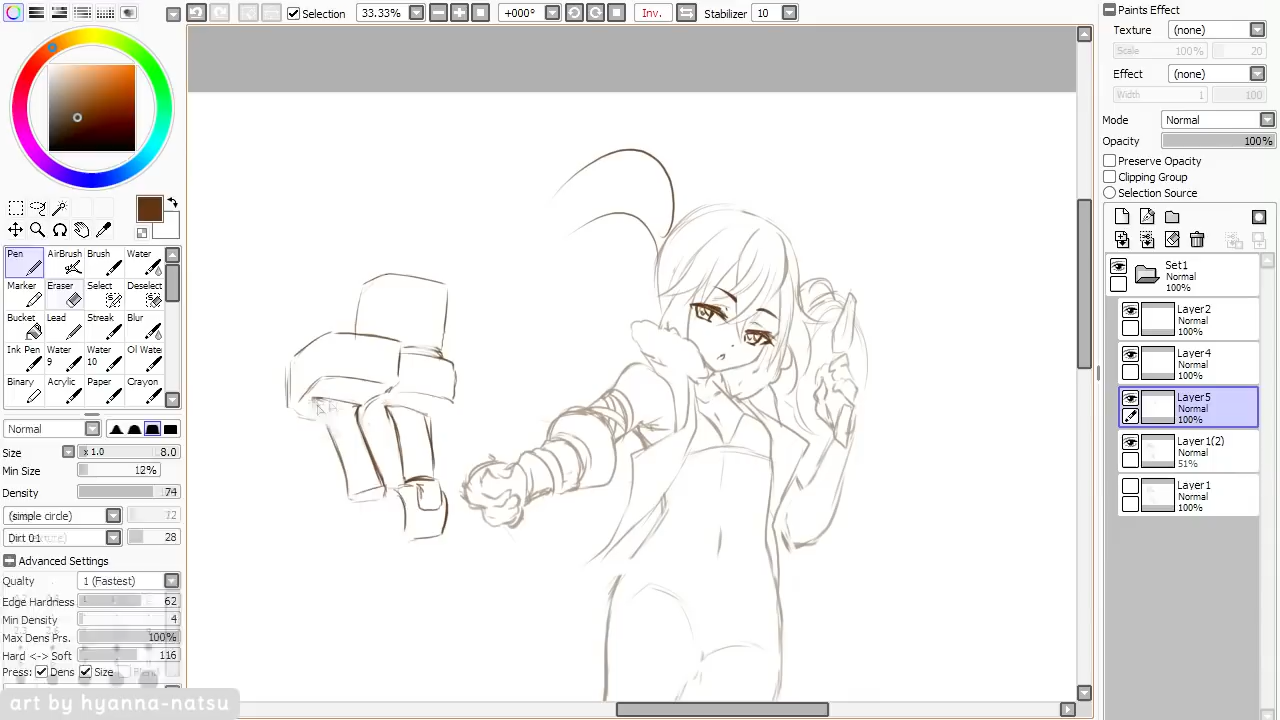 Selection 33.33% +000° Inv. Stabilizer 10
Paints Effect
Texture (none)
Scale 100% 20
Effect (none)
Width 1 100
Mode Normal
Opacity 100%
Preserve Opacity
Clipping Group
Selection Source
Pen AirBrush Brush Water
Marker Eraser Select Deselect
Bucket Lead Streak Blur
Ink Pen Water 9 Water 10 Oil Water
Binary Acrylic Paper Crayon
Normal
Size x 1.0 8.0
Min Size 12%
Density 74
(simple circle) 72
Dirt 01 28
Advanced Settings
Qualty 1 (Fastest)
Edge Hardness 62
Min Density 4
Max Dens Prs. 100%
Hard <-> Soft 116
Press: Dens Size Blend
Set1
Normal
100%
Layer2
Normal
100%
Layer4
Normal
100%
Layer5
Normal
100%
Layer1(2)
Normal
51%
Layer1
Normal
100%
art by hyanna-natsu